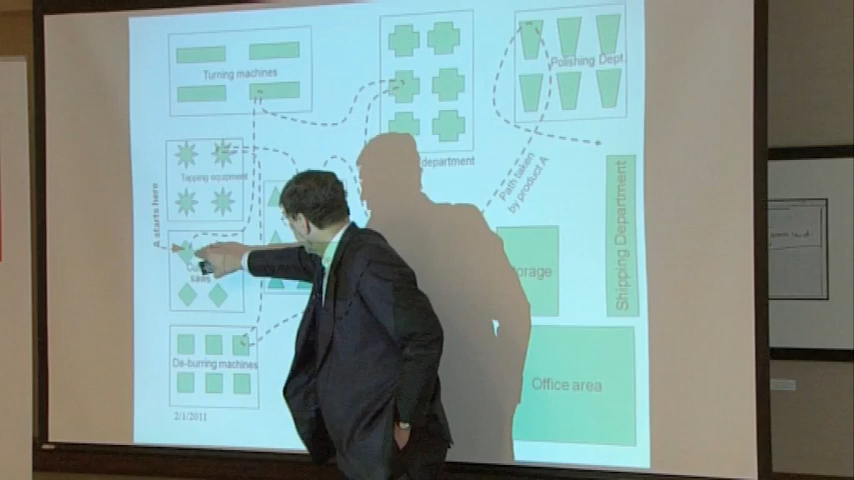 Turning machines
Polishing Dept.
Tapping equipment
department
Path taken
by product A
A starts here
Shipping Department
saws
orage
De-burring machines
Office area
2/1/2011